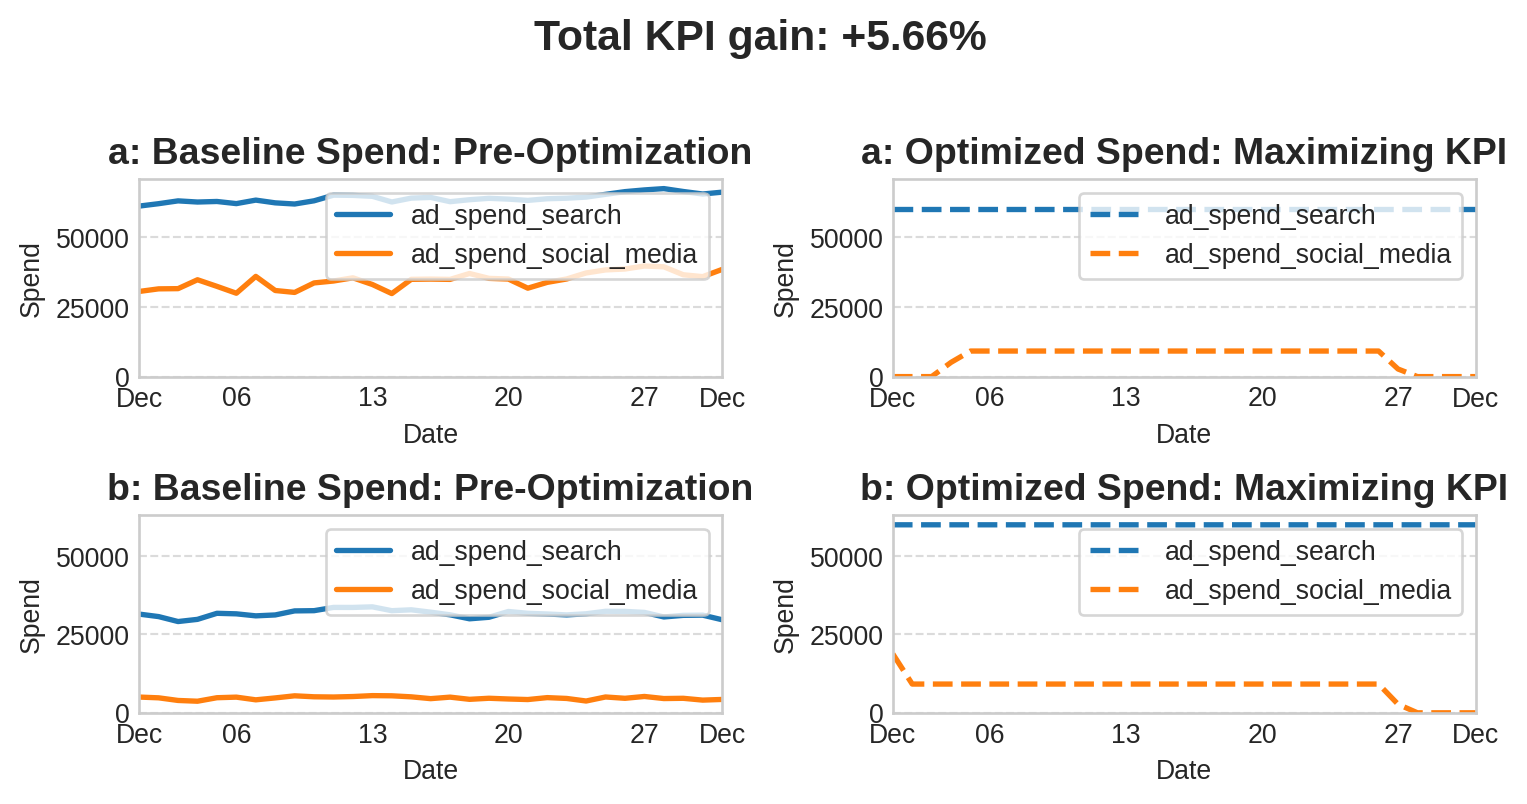 Total KPI gain: +5.66%
a: Baseline Spend: Pre-Optimization
Spend
50000
25000
0
ad_spend_search
ad_spend_social_media
Dec 06 13 20 27 Dec
Date
a: Optimized Spend: Maximizing KPI
Spend
50000
25000
0
ad_spend_search
ad_spend_social_media
Dec 06 13 20 27 Dec
Date
b: Baseline Spend: Pre-Optimization
Spend
50000
25000
0
ad_spend_search
ad_spend_social_media
Dec 06 13 20 27 Dec
Date
b: Optimized Spend: Maximizing KPI
Spend
50000
25000
0
ad_spend_search
ad_spend_social_media
Dec 06 13 20 27 Dec
Date